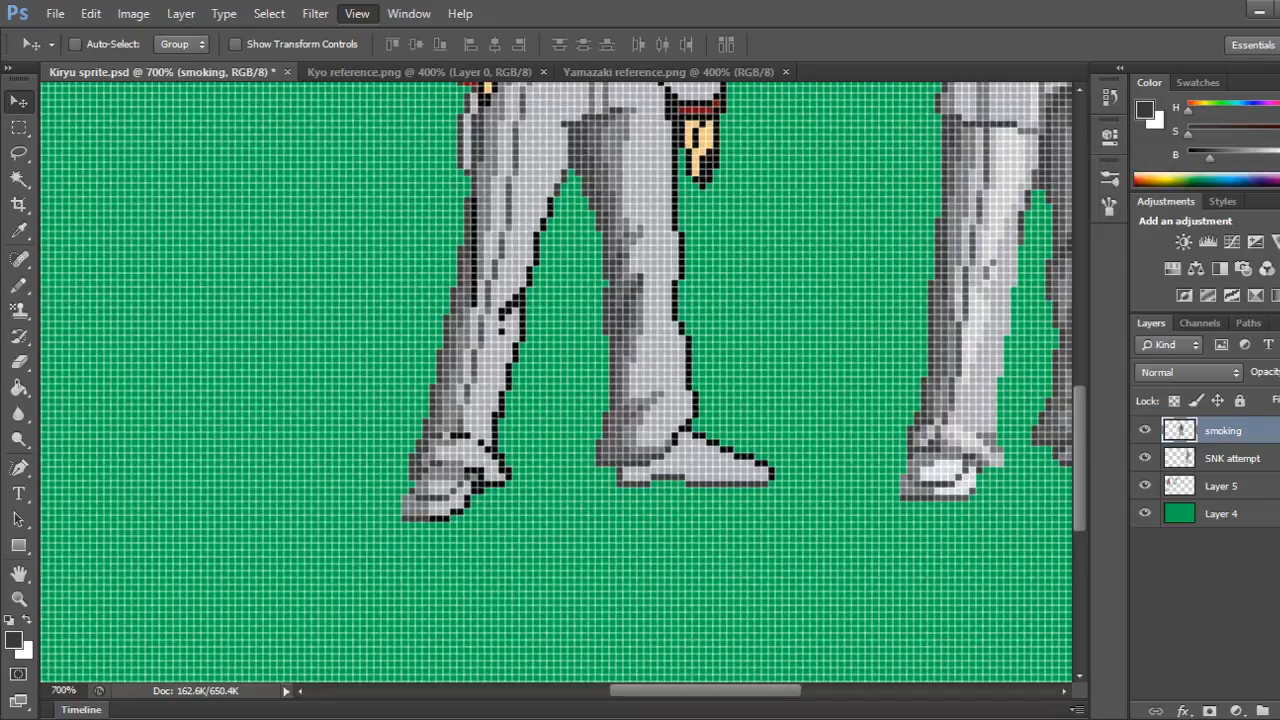 Ps File Edit Image Layer Type Select Filter View Window Help
Auto-Select: Group Show Transform Controls Essentials
Kiryu sprite.psd @ 700% (smoking, RGB/8) * × Kyo reference.png @ 400% (Layer 0, RGB/8) × Yamazaki reference.png @ 400% (RGB/8) ×
Color Swatches
H
S
B
Adjustments Styles
Add an adjustment
Layers Channels Paths
Kind T
Normal Opacity
Lock: Fi
smoking
SNK attempt
Layer 5
Layer 4
T
700% Doc: 162.6K/650.4K
Timeline
fx